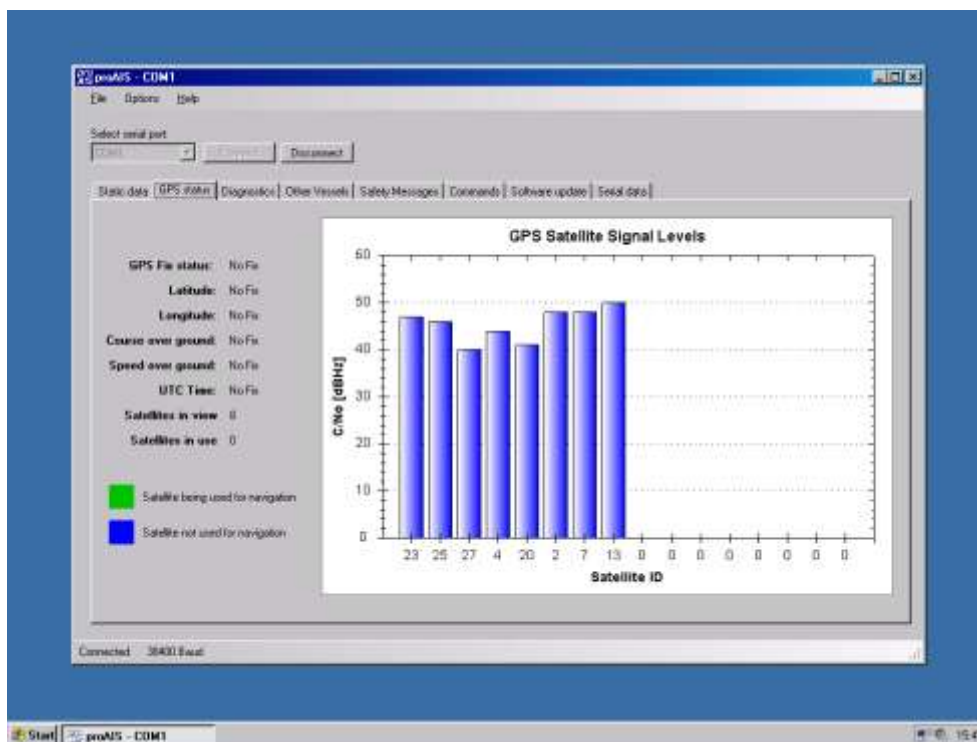 proAIS - COM1
File Options Help
Select serial port
COM1 Connect Disconnect
Static data GPS status Diagnostics Other Vessels Safety Messages Commands Software update Serial data
GPS Satellite Signal Levels
GPS Fix status: No Fix
Latitude: No Fix
Longitude: No Fix
Course over ground: No Fix
Speed over ground: No Fix
UTC Time: No Fix
Satellites in view 0
Satellites in use 0
Satellite being used for navigation
Satellite not used for navigation
C/No [dBHz]
60
50
40
30
20
10
0
23 25 27 4 20 2 7 13 0 0 0 0 0 0 0 0
Satellite ID
Connected 38400 Baud
Start proAIS - COM1